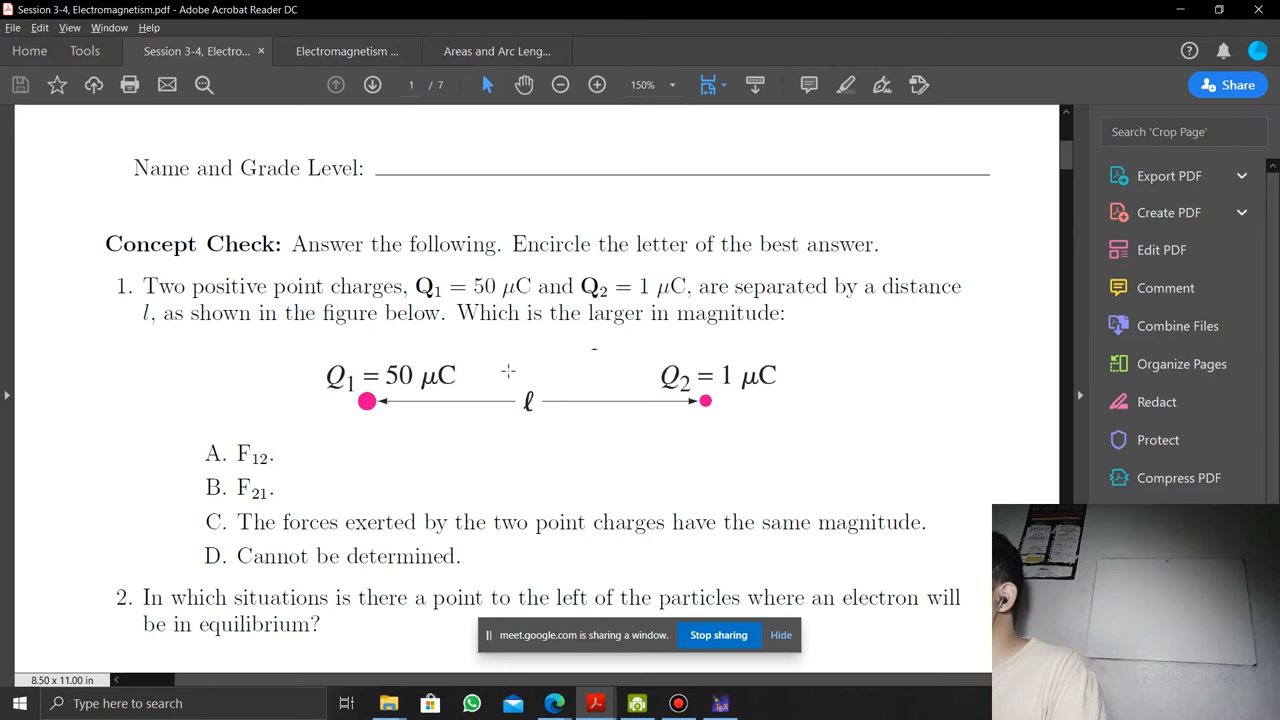 Session 3-4, Electromagnetism.pdf - Adobe Acrobat Reader DC
File Edit View Window Help
Home Tools Session 3-4, Electro... × Electromagnetism ... Areas and Arc Leng...
1 / 7 150% Share
Name and Grade Level:
Search 'Crop Page'
Export PDF
Create PDF
Edit PDF
Comment
Combine Files
Organize Pages
Redact
Protect
Compress PDF
Concept Check: Answer the following. Encircle the letter of the best answer.
1. Two positive point charges, Q₁ = 50 μC and Q₂ = 1 μC, are separated by a distance
l, as shown in the figure below. Which is the larger in magnitude:
Q₁ = 50 μC Q₂ = 1 μC
ℓ
A. F₁₂.
B. F₂₁.
C. The forces exerted by the two point charges have the same magnitude.
D. Cannot be determined.
2. In which situations is there a point to the left of the particles where an electron will
be in equilibrium?
meet.google.com is sharing a window. Stop sharing Hide
8.50 x 11.00 in
Type here to search